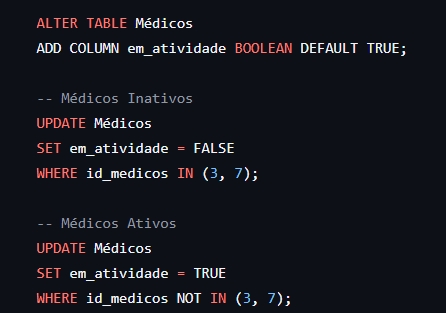 ALTER TABLE Médicos
ADD COLUMN em_atividade BOOLEAN DEFAULT TRUE;
-- Médicos Inativos
UPDATE Médicos
SET em_atividade = FALSE
WHERE id_medicos IN (3, 7);
-- Médicos Ativos
UPDATE Médicos
SET em_atividade = TRUE
WHERE id_medicos NOT IN (3, 7);